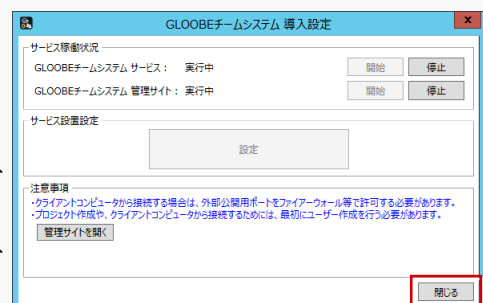 GLOOBEチームシステム 導入設定
x
サービス稼働状況
GLOOBEチームシステム サービス： 実行中 開始 停止
GLOOBEチームシステム 管理サイト： 実行中 開始 停止
サービス設置設定
設定
注意事項
・クライアントコンピュータから接続する場合は、外部公開用ポートをファイアーウォール等で許可する必要があります。
・プロジェクト作成や、クライアントコンピュータから接続するためには、最初にユーザー作成を行う必要があります。
管理サイトを開く
閉じる